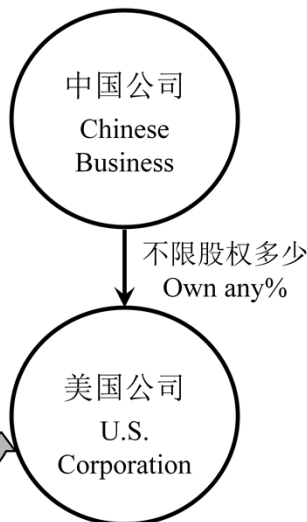 中国公司
Chinese
Business
不限股权多少
Own any%
美国公司
U.S.
Corporation